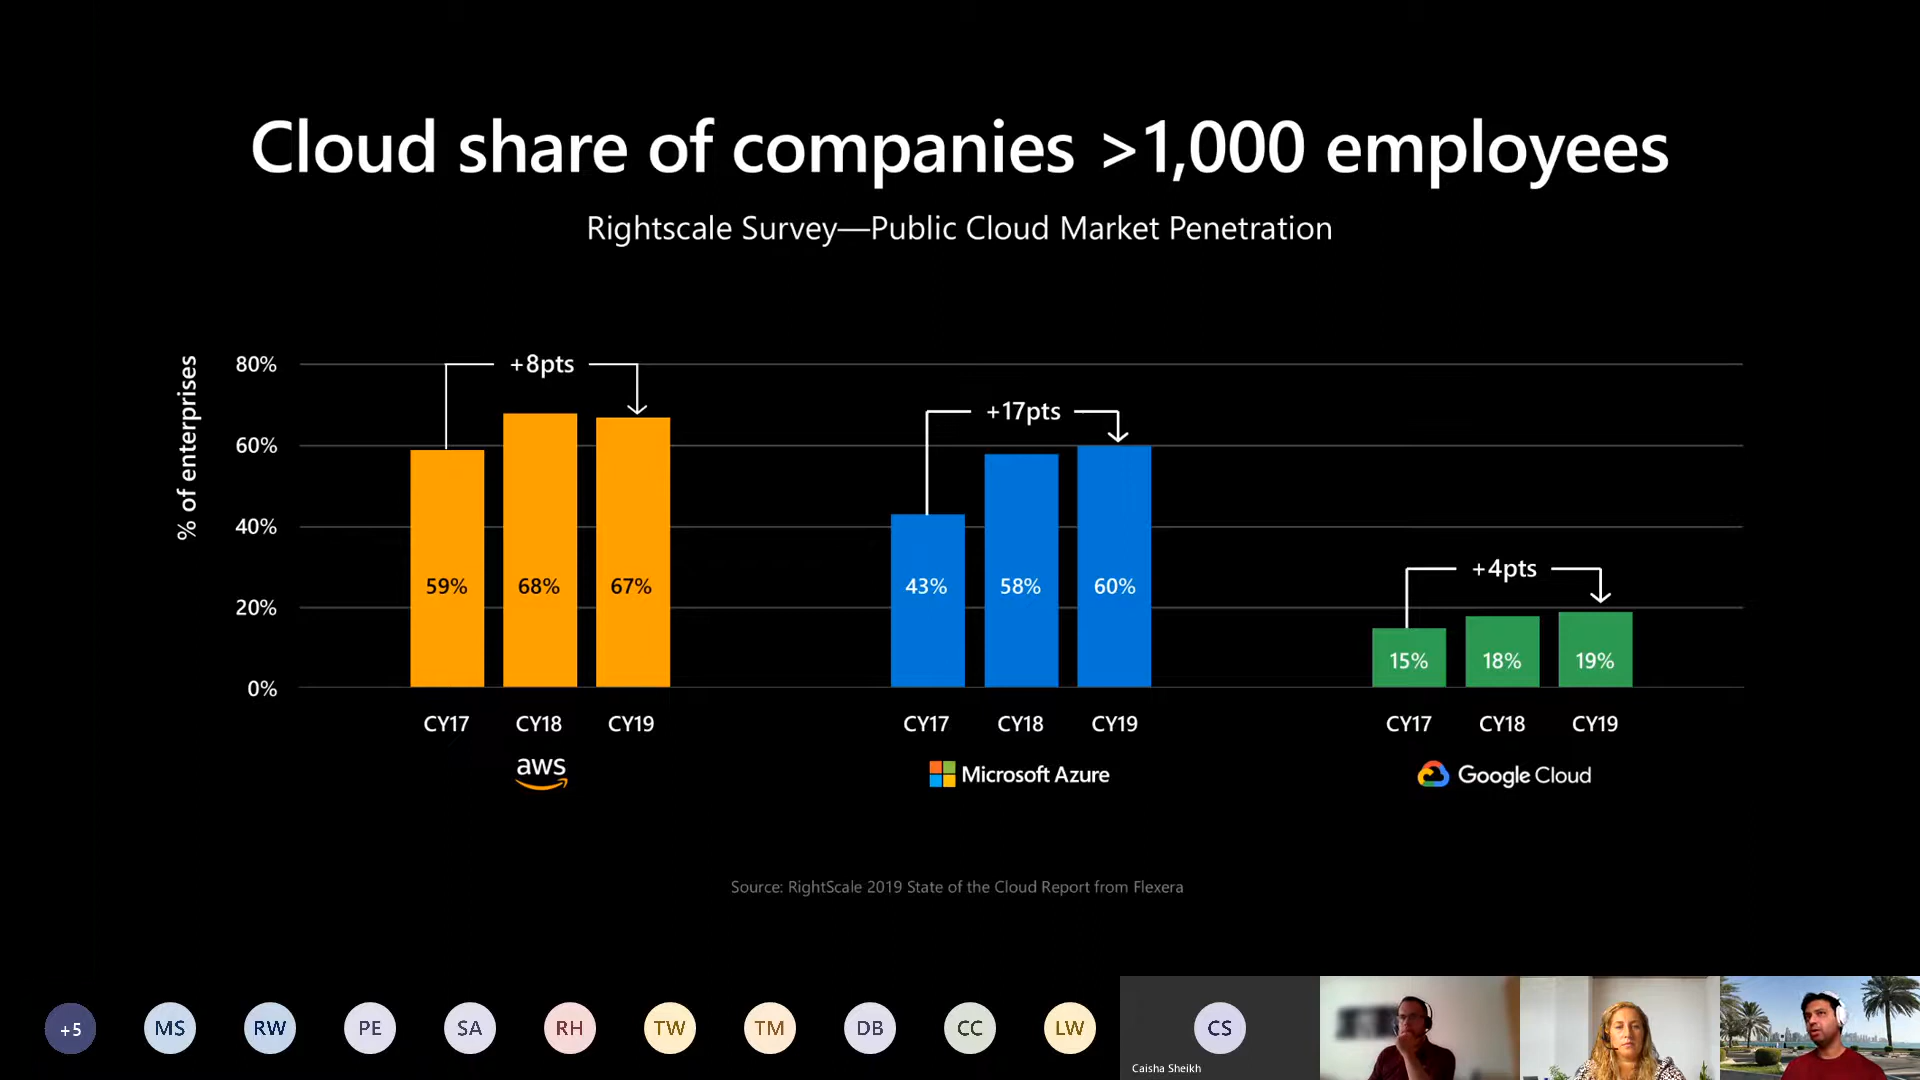 Cloud share of companies >1,000 employees
Rightscale Survey—Public Cloud Market Penetration
% of enterprises
80%
60%
40%
20%
0%
+8pts
59%
68%
67%
CY17
CY18
CY19
aws
+17pts
43%
58%
60%
CY17
CY18
CY19
Microsoft Azure
+4pts
15%
18%
19%
CY17
CY18
CY19
Google Cloud
Source: RightScale 2019 State of the Cloud Report from Flexera
+5
MS
RW
PE
SA
RH
TW
TM
DB
CC
LW
CS
Caisha Sheikh